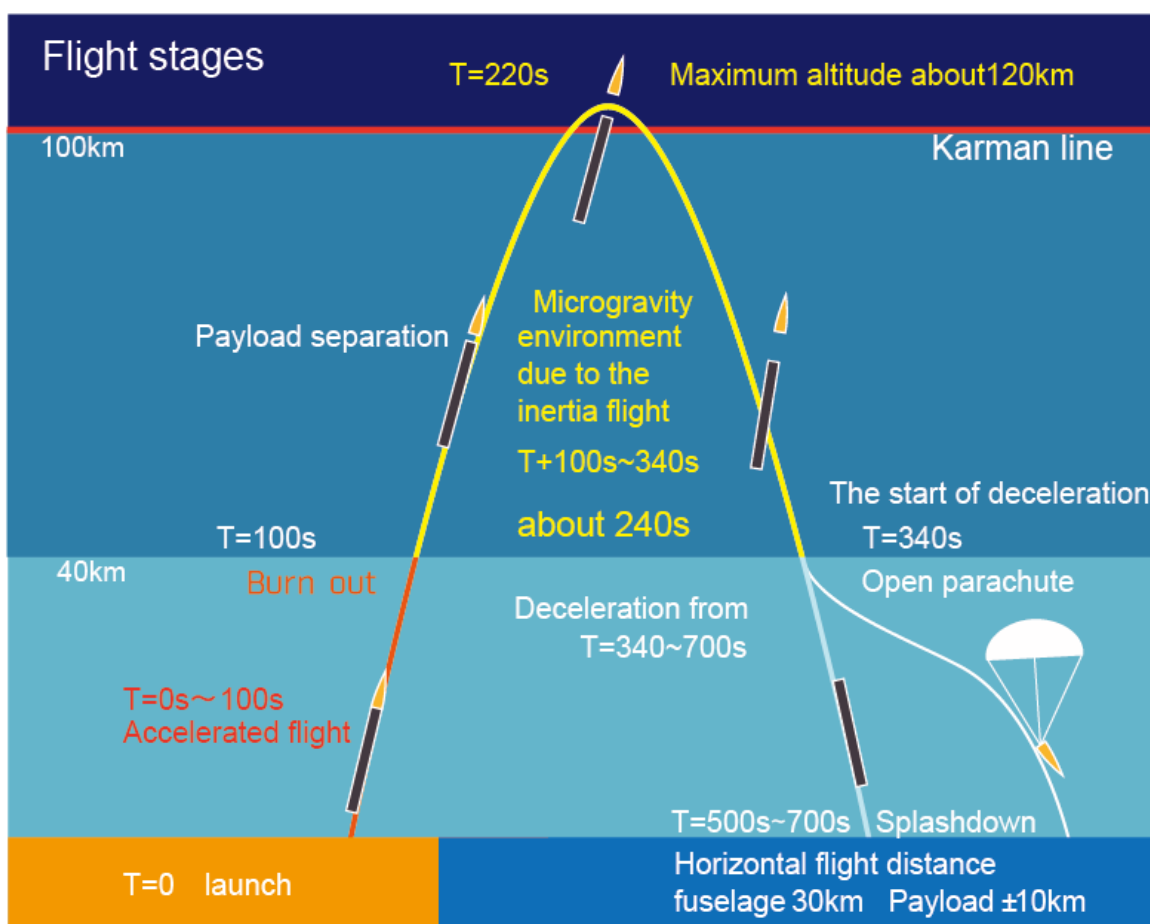 Flight stages
T=220s
Maximum altitude about120km
100km
Karman line
Payload separation
Microgravity
environment
due to the
inertia flight
T+100s~340s
about 240s
The start of deceleration
T=340s
T=100s
40km
Burn out
Open parachute
Deceleration from
T=340~700s
T=0s～100s
Accelerated flight
T=500s~700s Splashdown
T=0 launch
Horizontal flight distance
fuselage 30km Payload ±10km